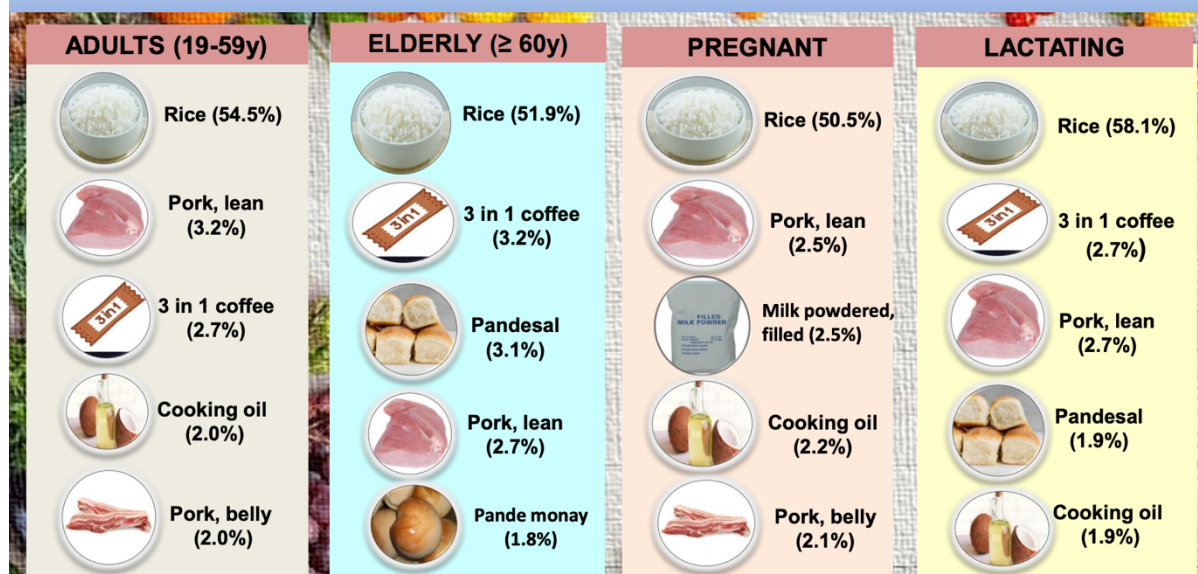 ADULTS (19-59y)
Rice (54.5%)
Pork, lean
(3.2%)
3in1
3 in 1 coffee
(2.7%)
Cooking oil
(2.0%)
Pork, belly
(2.0%)
ELDERLY (≥ 60y)
Rice (51.9%)
3in1
3 in 1 coffee
(3.2%)
Pandesal
(3.1%)
Pork, lean
(2.7%)
Pande monay
(1.8%)
PREGNANT
Rice (50.5%)
Pork, lean
(2.5%)
FILLED
MILK POWDER
Milk powdered,
filled (2.5%)
Cooking oil
(2.2%)
Pork, belly
(2.1%)
LACTATING
Rice (58.1%)
3in1
3 in 1 coffee
(2.7%)
Pork, lean
(2.7%)
Pandesal
(1.9%)
Cooking oil
(1.9%)